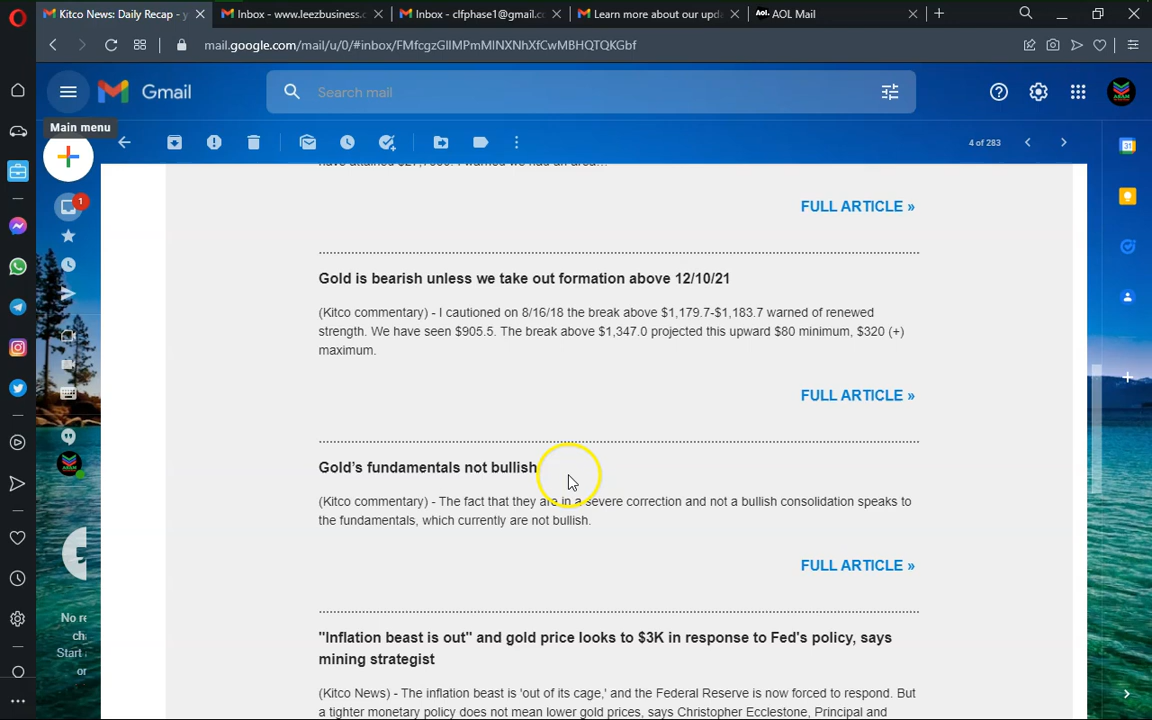 Kitco News: Daily Recap - y
Inbox - www.leezbusiness.c
Inbox - clfphase1@gmail.cc
Learn more about our upda
Aol. AOL Mail
mail.google.com/mail/u/0/#inbox/FMfcgzGllMPmMlNXNhXfCwMBHQTQKGbf
Gmail
Search mail
Main menu
4 of 283
1
31
FULL ARTICLE »
Gold is bearish unless we take out formation above 12/10/21
(Kitco commentary) - I cautioned on 8/16/18 the break above $1,179.7-$1,183.7 warned of renewed
strength. We have seen $905.5. The break above $1,347.0 projected this upward $80 minimum, $320 (+)
maximum.
FULL ARTICLE »
Gold's fundamentals not bullish
(Kitco commentary) - The fact that they are in a severe correction and not a bullish consolidation speaks to
the fundamentals, which currently are not bullish.
FULL ARTICLE »
"Inflation beast is out" and gold price looks to $3K in response to Fed's policy, says
mining strategist
(Kitco News) - The inflation beast is 'out of its cage,' and the Federal Reserve is now forced to respond. But
a tighter monetary policy does not mean lower gold prices, says Christopher Ecclestone, Principal and
No re
cha
Start